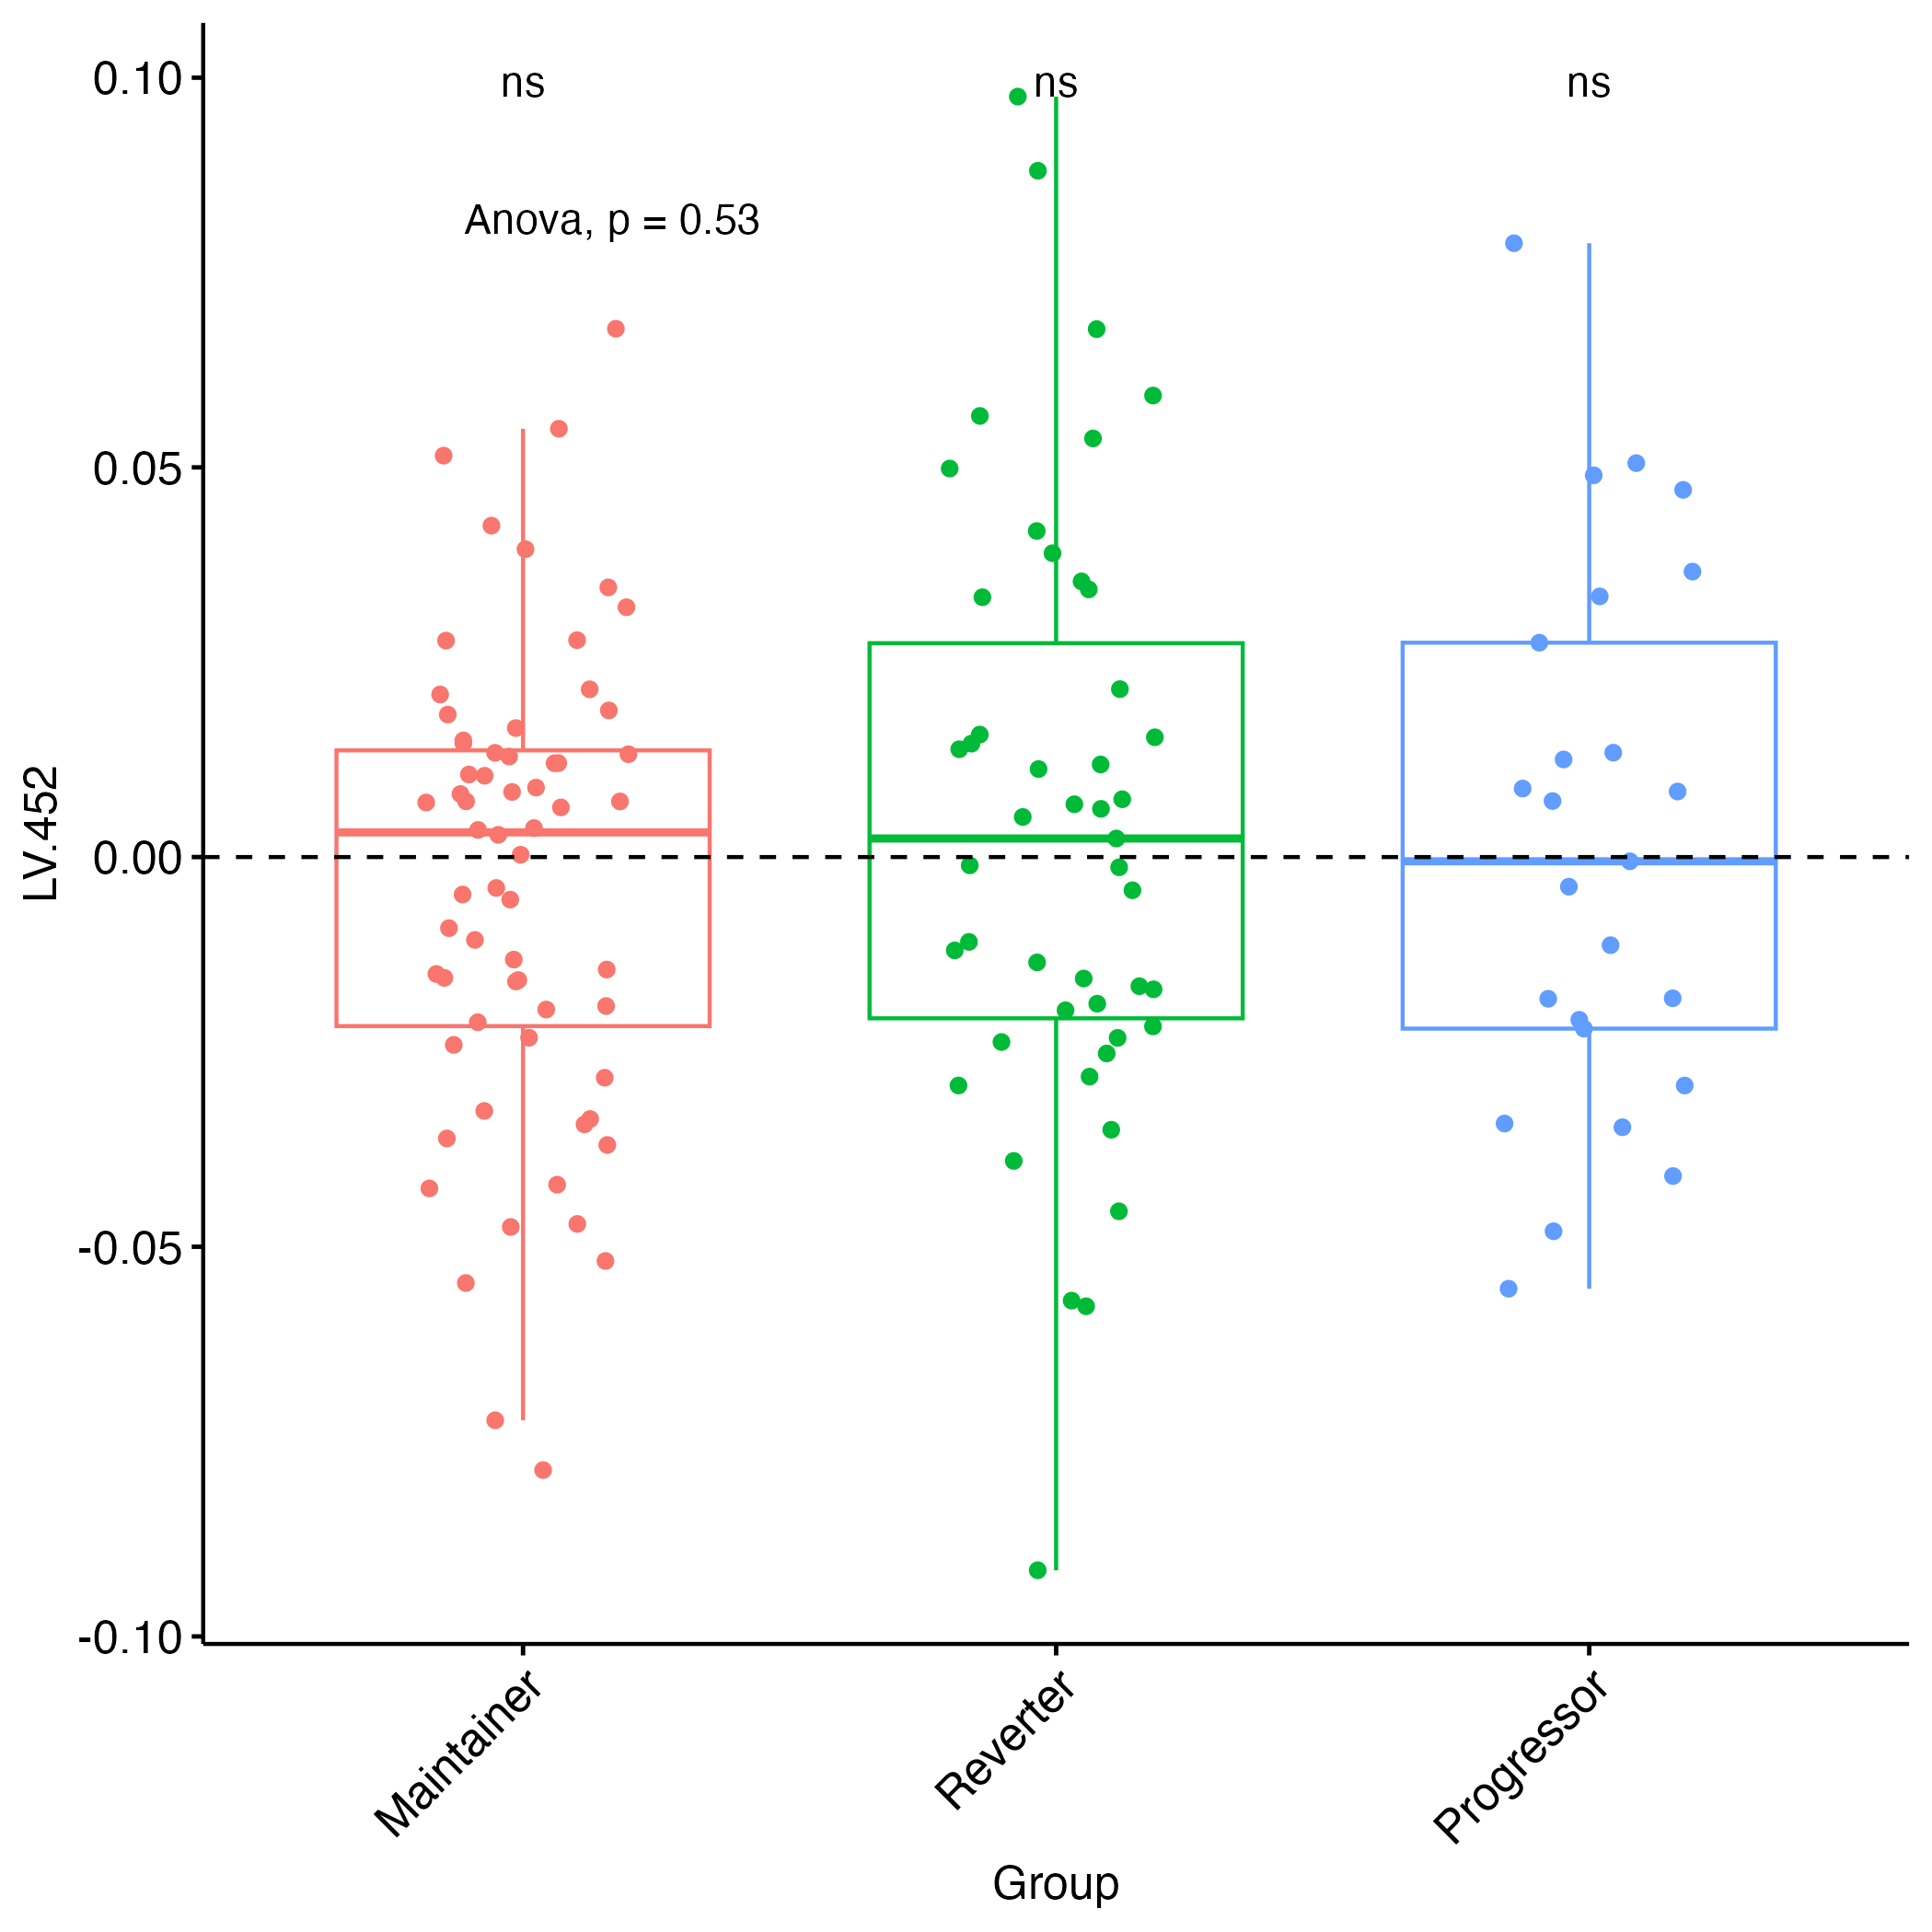 ns ns ns
Anova, p = 0.53
LV.452
0.10
0.05
0.00
-0.05
-0.10
Maintainer
Reverter
Progressor
Group